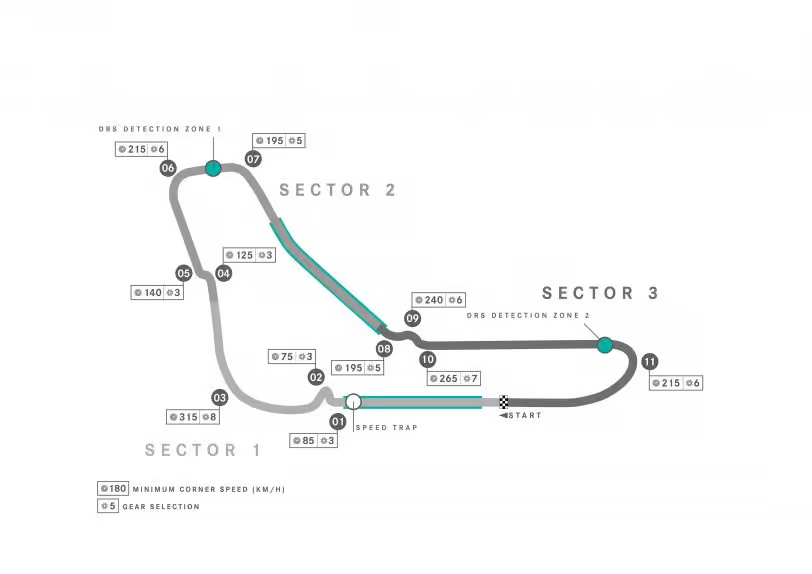 DRS DETECTION ZONE 1
195 5
215 6
07
06
SECTOR 2
125 3
05
04
140 3
SECTOR 3
240 6
DRS DETECTION ZONE 2
09
08
10
11
75 3
195 5
02
265 7
215 6
03
315 8
01
START
SPEED TRAP
85 3
SECTOR 1
180 MINIMUM CORNER SPEED (KM/H)
5 GEAR SELECTION